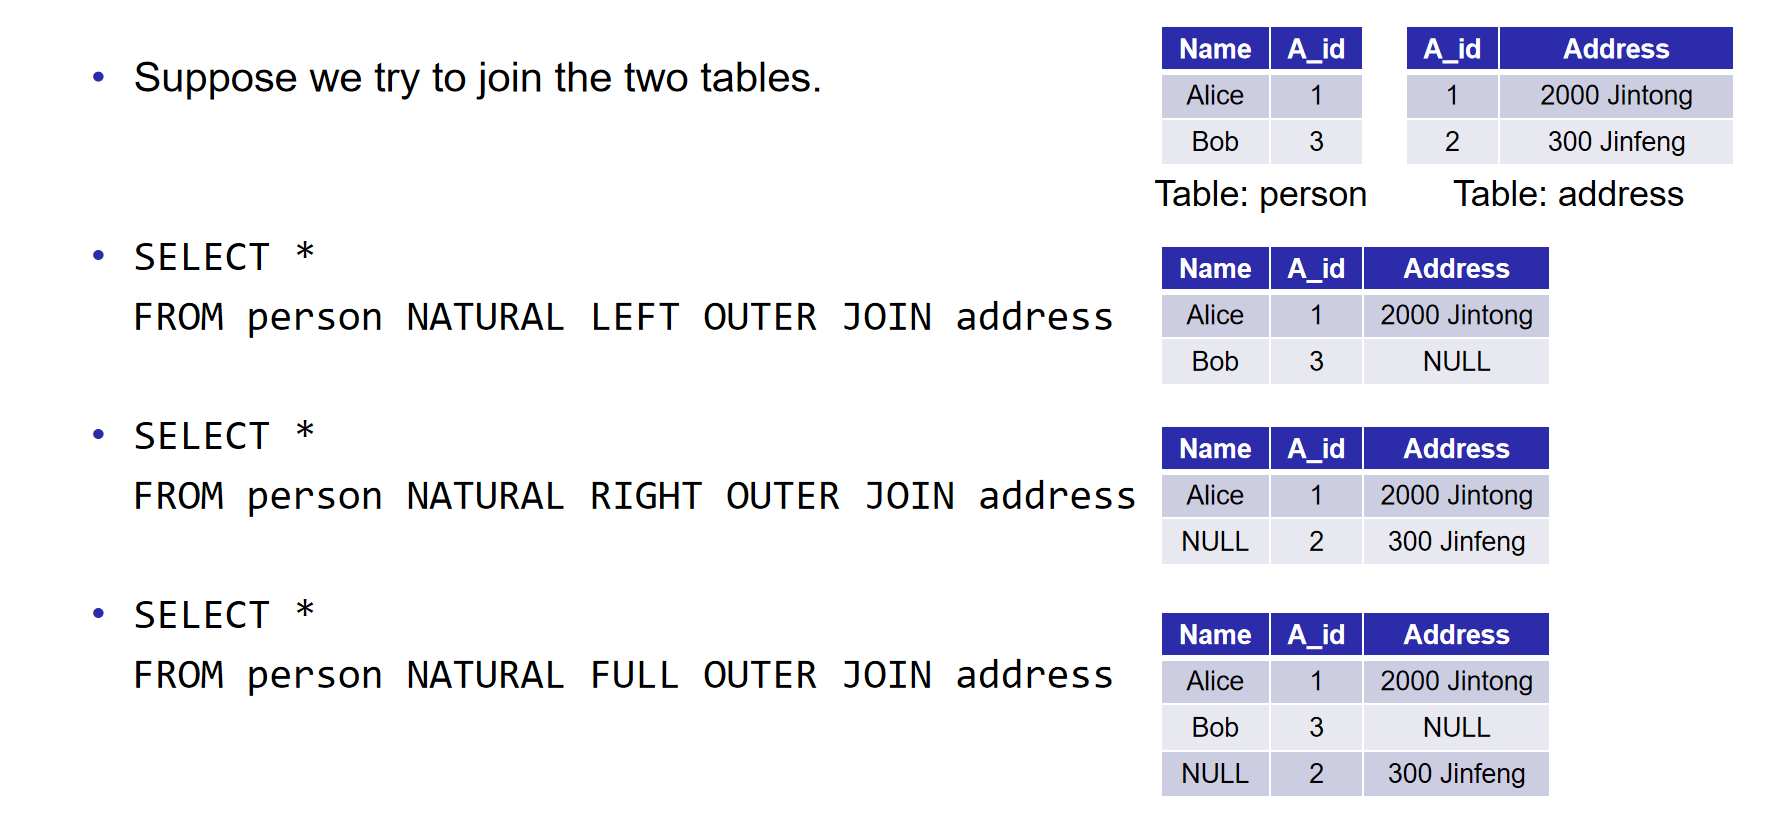 • Suppose we try to join the two tables.
Name A_id
Alice 1
Bob 3
Table: person
A_id Address
1 2000 Jintong
2 300 Jinfeng
Table: address
• SELECT *
FROM person NATURAL LEFT OUTER JOIN address
Name A_id Address
Alice 1 2000 Jintong
Bob 3 NULL
• SELECT *
FROM person NATURAL RIGHT OUTER JOIN address
Name A_id Address
Alice 1 2000 Jintong
NULL 2 300 Jinfeng
• SELECT *
FROM person NATURAL FULL OUTER JOIN address
Name A_id Address
Alice 1 2000 Jintong
Bob 3 NULL
NULL 2 300 Jinfeng